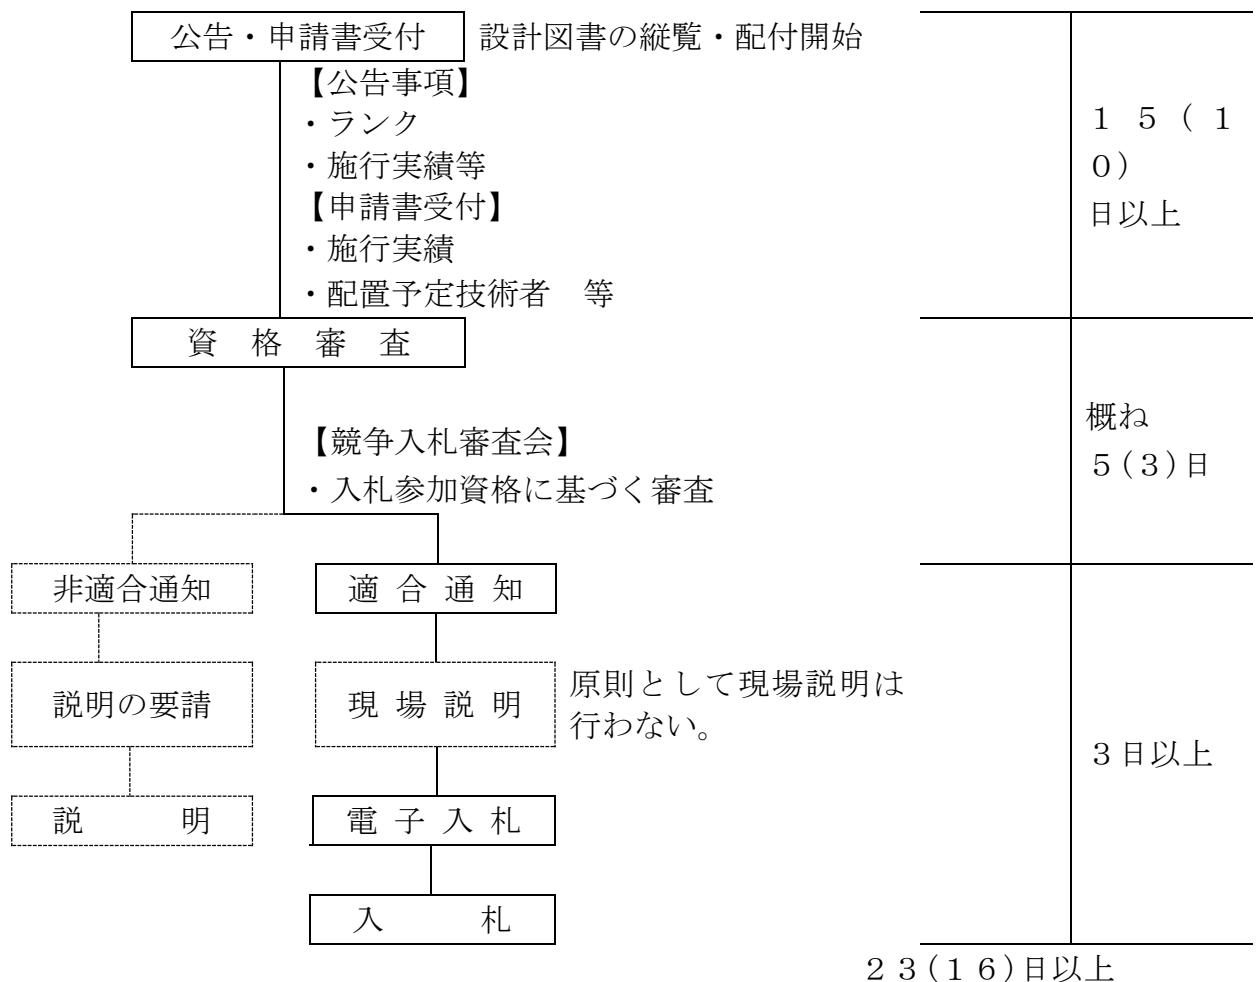 公告・申請書受付　設計図書の縦覧・配付開始
【公告事項】
・ランク
・施行実績等
【申請書受付】
・施行実績
・配置予定技術者　等
１５(１
０)
日以上
資　格　審　査
【競争入札審査会】
・入札参加資格に基づく審査
概ね
５(３)日
非適合通知
適 合 通 知
説明の要請
現 場 説 明
原則として現場説明は
行わない。
３日以上
説　　　明
電 子 入 札
入　　　札
２３(１６)日以上